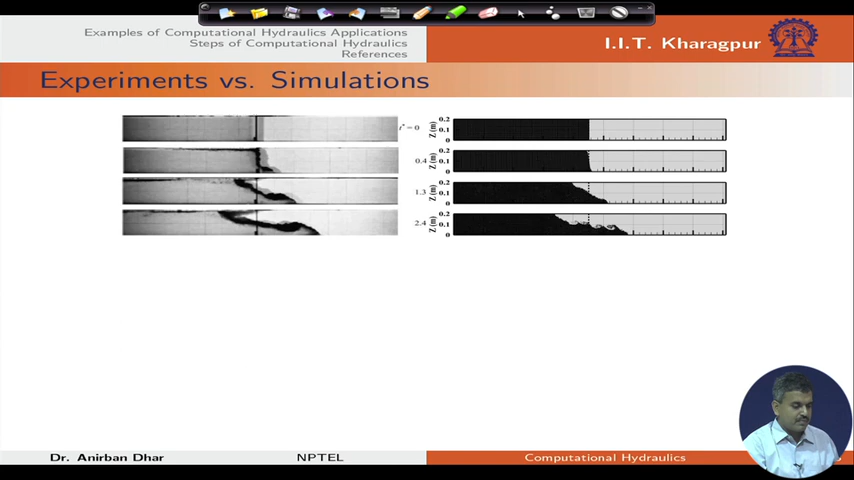 Examples of Computational Hydraulics Applications
Steps of Computational Hydraulics
References
I.I.T. Kharagpur
Experiments vs. Simulations
t* = 0
0.4
1.3
2.4
Z (m)
0.2
0.1
0
Z (m)
0.2
0.1
0
Z (m)
0.2
0.1
0
Z (m)
0.2
0.1
0
Dr. Anirban Dhar
NPTEL
Computational Hydraulics